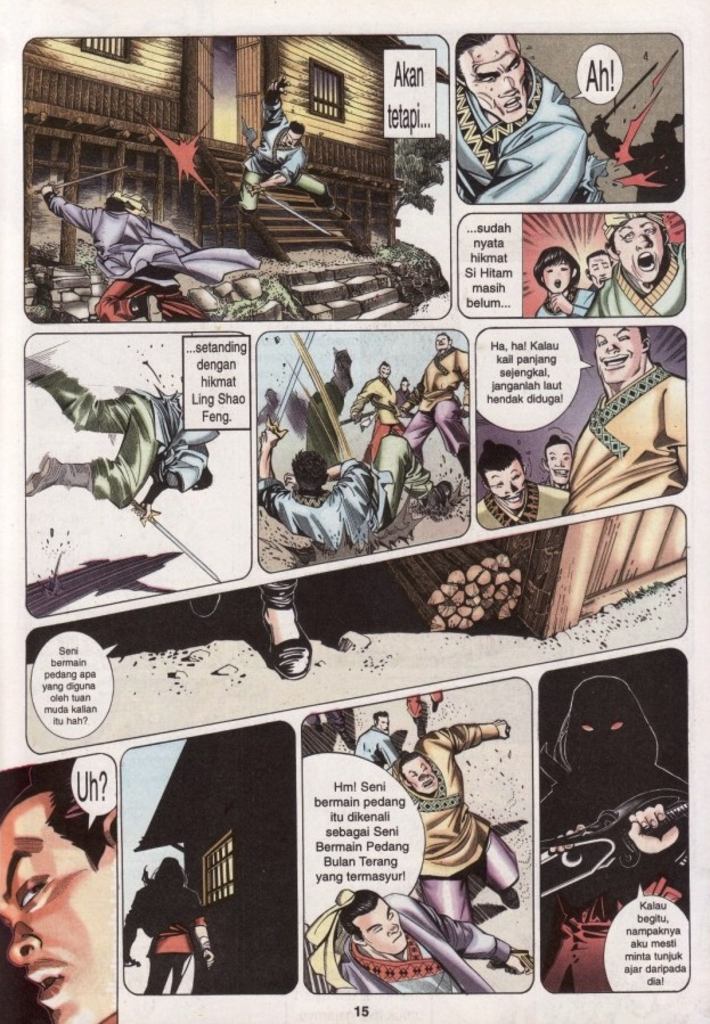 Akan
tetapi...
Ah!
...sudah
nyata
hikmat
Si Hitam
masih
belum...
...setanding
dengan
hikmat
Ling Shao
Feng.
Ha, ha! Kalau
kail panjang
sejengkal,
janganlah laut
hendak diduga!
Seni
bermain
pedang apa
yang diguna
oleh tuan
muda kalian
itu hah?
Uh?
Hm! Seni
bermain pedang
itu dikenali
sebagai Seni
Bermain Pedang
Bulan Terang
yang termasyur!
Kalau
begitu,
nampaknya
aku mesti
minta tunjuk
ajar daripada
dia!
15